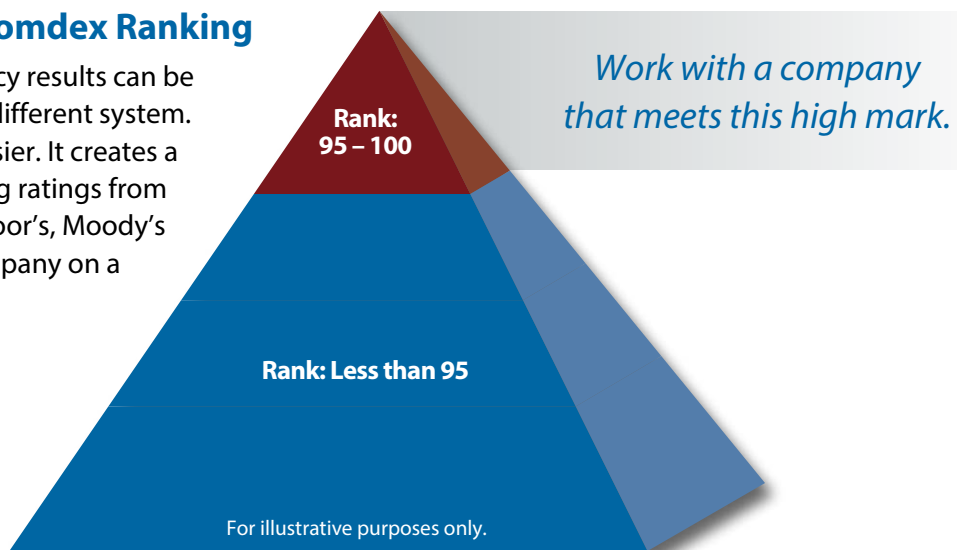 omdex Ranking
cy results can be
different system.
sier. It creates a
g ratings from
oor's, Moody's
pany on a
Rank:
95 – 100
Work with a company
that meets this high mark.
Rank: Less than 95
For illustrative purposes only.